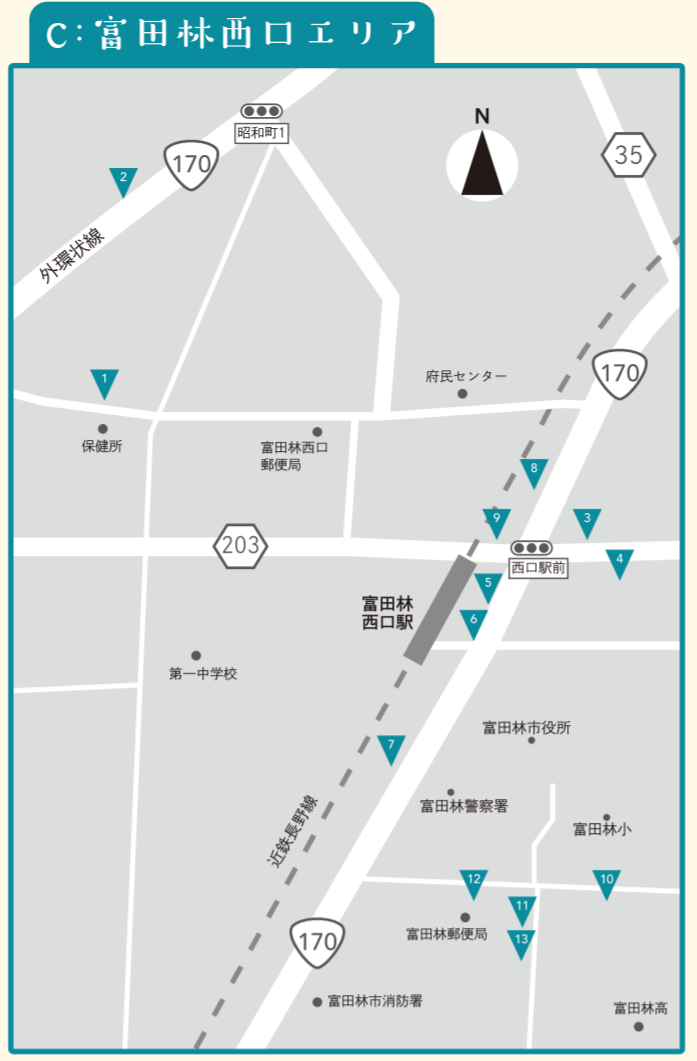 C:富田林西口エリア
昭和町1
N
170
35
2
外環状線
170
府民センター
1
保健所
富田林西口
郵便局
8
9
3
203
西口駅前
4
5
富田林
西口駅
6
第一中学校
富田林市役所
7
富田林警察署
近鉄長野線
富田林小
12
10
11
富田林郵便局
13
170
富田林市消防署
富田林高